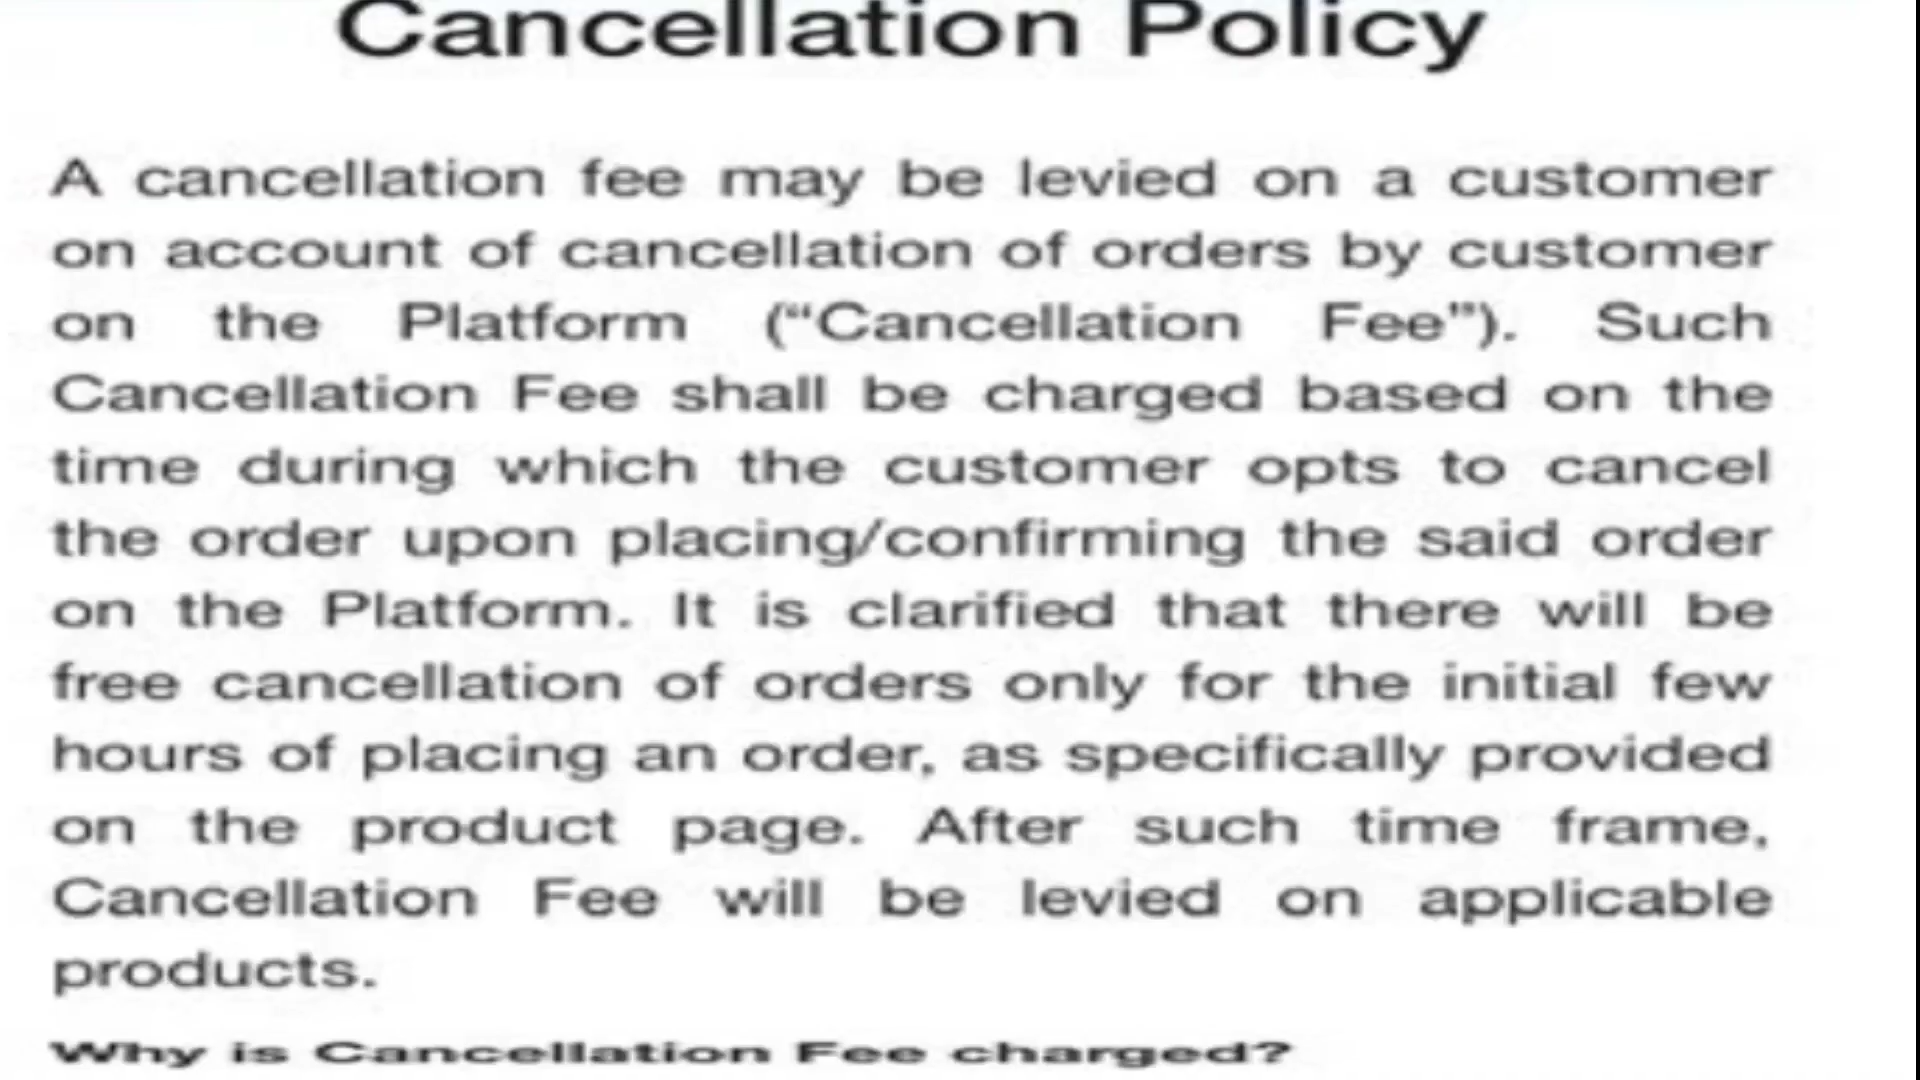 Cancellation Policy
A cancellation fee may be levied on a customer
on account of cancellation of orders by customer
on the Platform (“Cancellation Fee”). Such
Cancellation Fee shall be charged based on the
time during which the customer opts to cancel
the order upon placing/confirming the said order
on the Platform. It is clarified that there will be
free cancellation of orders only for the initial few
hours of placing an order, as specifically provided
on the product page. After such time frame,
Cancellation Fee will be levied on applicable
products.
Why is Cancellation Fee charged?